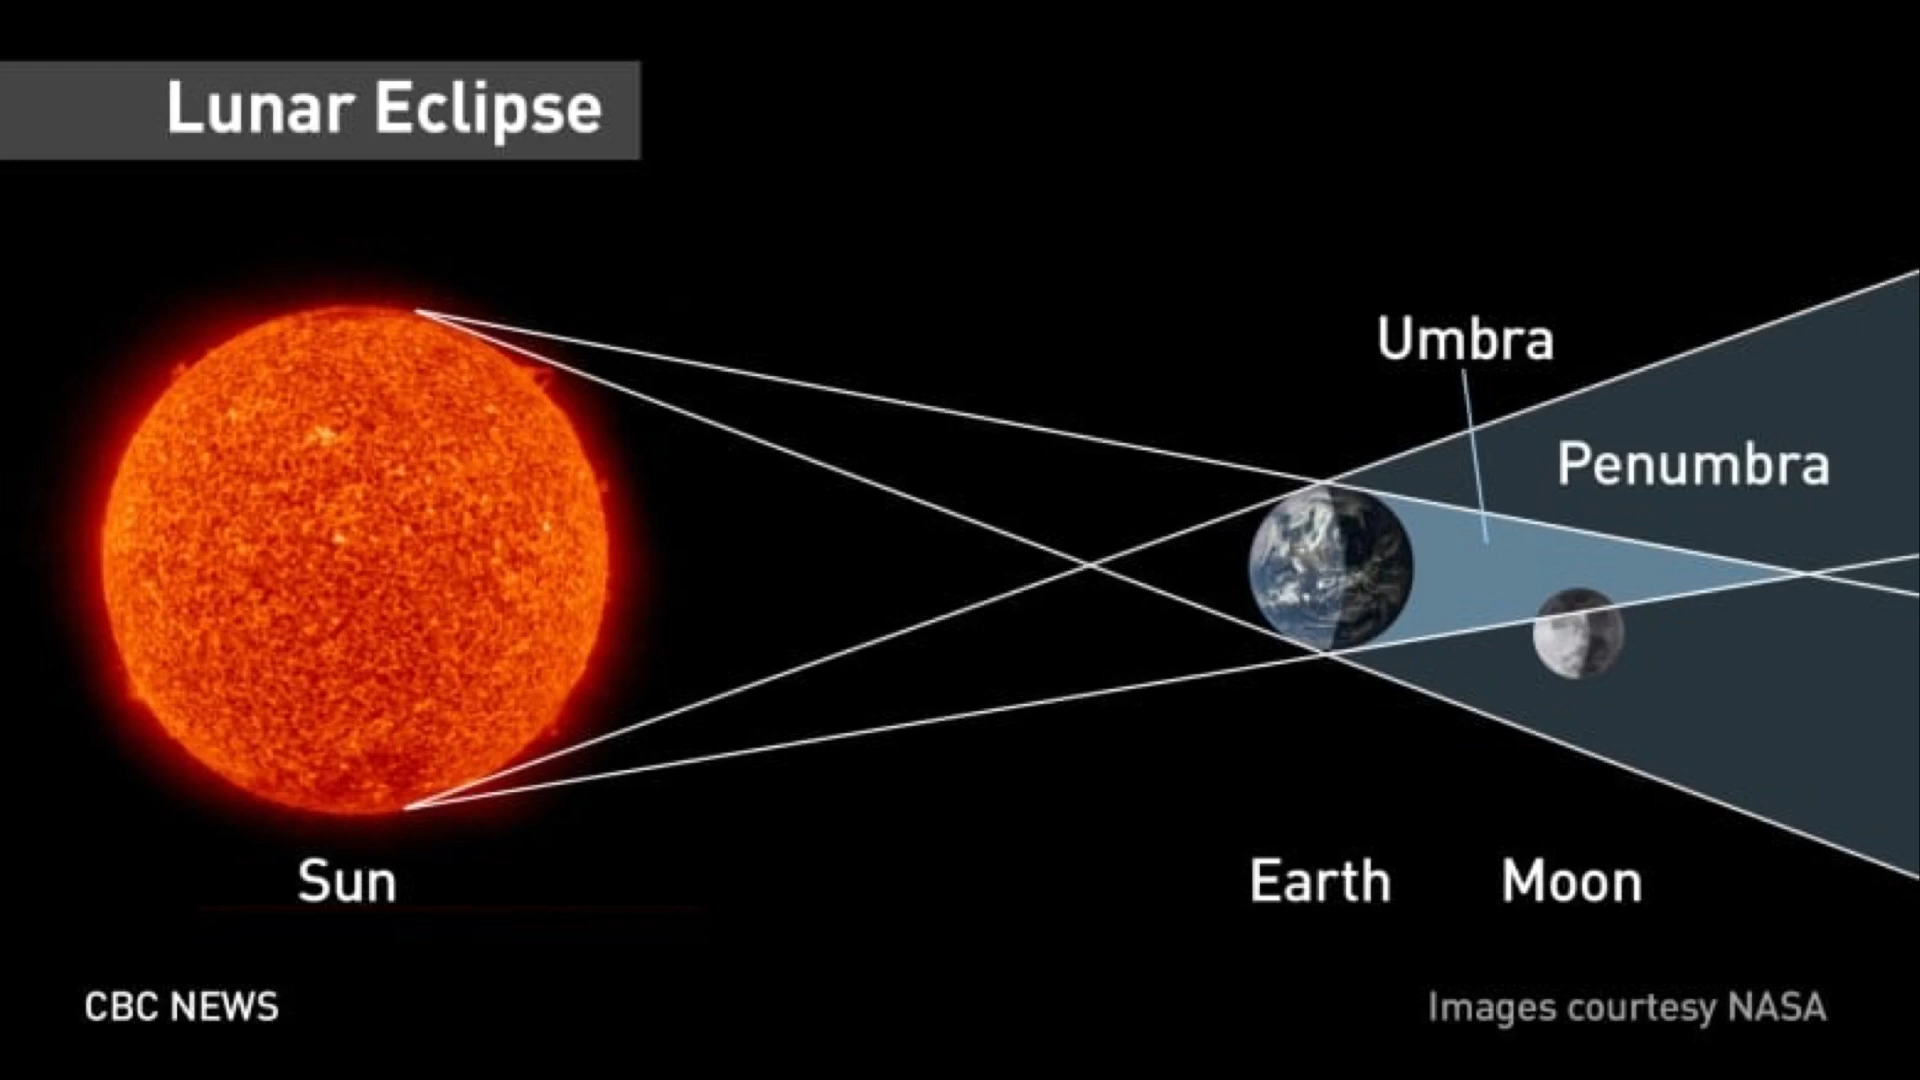 Lunar Eclipse
Umbra
Penumbra
Sun
Earth
Moon
CBC NEWS
Images courtesy NASA